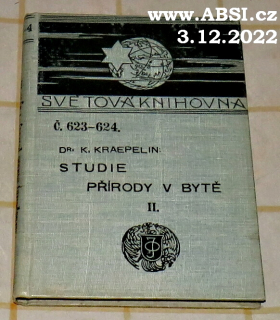 www.ABSI.cz
3.12.2022
SVĚTOVÁ KNIHOVNA
Č. 623-624.
DR. K. KRAEPELIN:
STUDIE
PŘÍRODY V BYTĚ
II.